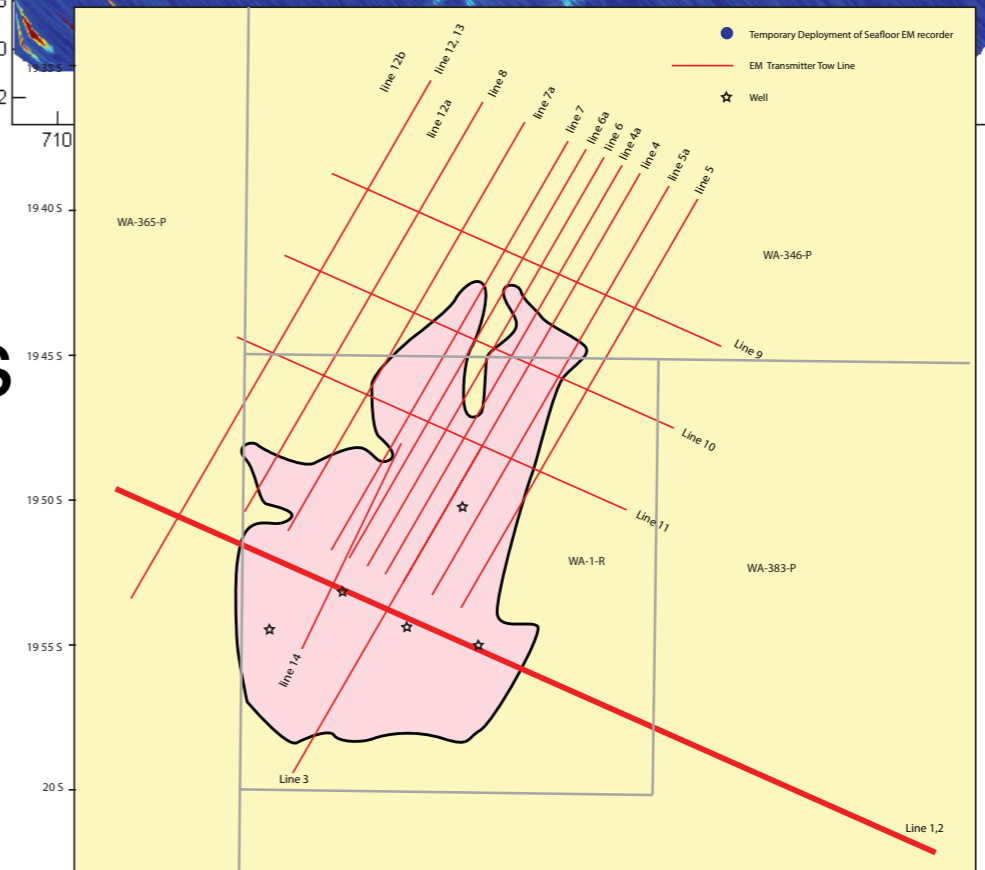 Temporary Deployment of Seafloor EM recorder
EM Transmitter Tow Line
Well
line 12b
line 12, 13
line 12a
line 8
line 7a
line 7
line 6a
line 6
line 4a
line 4
line 5a
line 5
0
19 35 S
2
710
19 40 S
WA-365-P
WA-346-P
19 45 S
Line 9
S
Line 10
19 50 S
Line 11
WA-1-R
WA-383-P
19 55 S
line 14
Line 3
20 S
Line 1,2